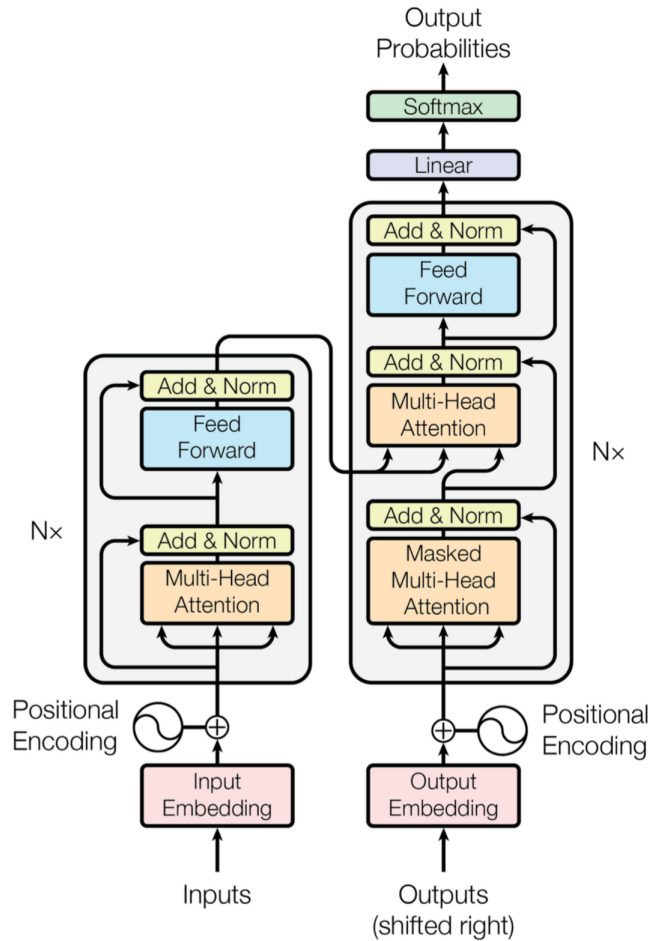 Output
Probabilities
Softmax
Linear
Add & Norm
Feed
Forward
Add & Norm
Multi-Head
Attention
Add & Norm
Masked
Multi-Head
Attention
Nx
Add & Norm
Feed
Forward
Add & Norm
Multi-Head
Attention
Nx
Positional
Encoding
Positional
Encoding
Input
Embedding
Output
Embedding
Inputs
Outputs
(shifted right)